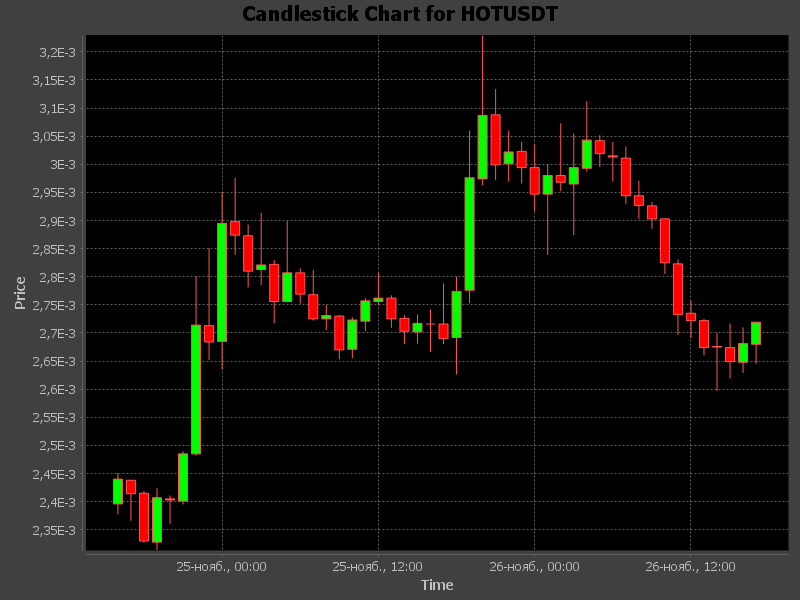 Candlestick Chart for HOTUSDT
3,2E-3
3,15E-3
3,1E-3
3,05E-3
3E-3
2,95E-3
2,9E-3
2,85E-3
2,8E-3
2,75E-3
2,7E-3
2,65E-3
2,6E-3
2,55E-3
2,5E-3
2,45E-3
2,4E-3
2,35E-3
Price
25-нояб., 00:00 25-нояб., 12:00 26-нояб., 00:00 26-нояб., 12:00
Time